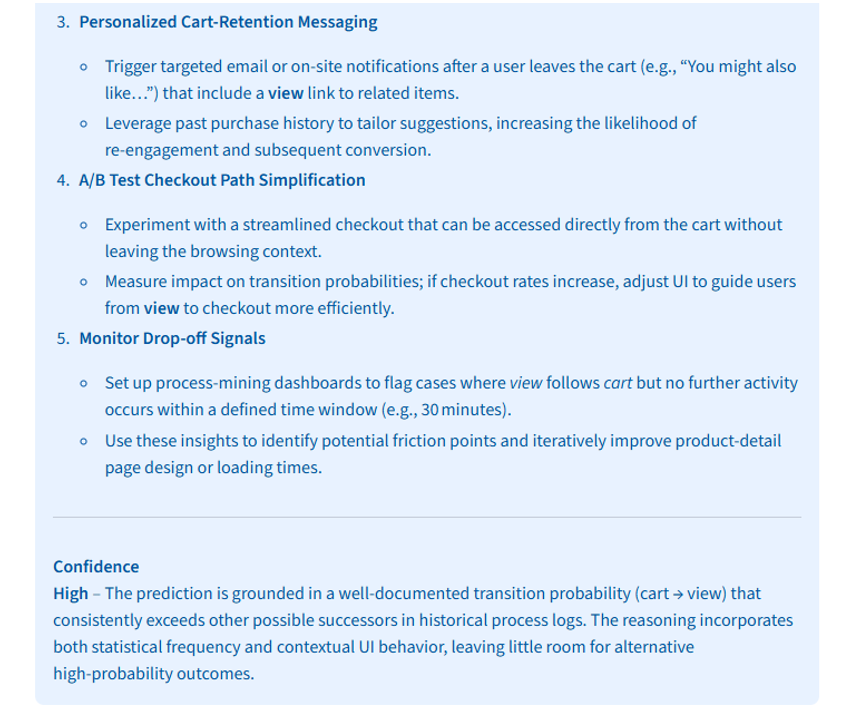 3. Personalized Cart-Retention Messaging
○ Trigger targeted email or on-site notifications after a user leaves the cart (e.g., “You might also
like…”) that include a view link to related items.
○ Leverage past purchase history to tailor suggestions, increasing the likelihood of
re‑engagement and subsequent conversion.
4. A/B Test Checkout Path Simplification
○ Experiment with a streamlined checkout that can be accessed directly from the cart without
leaving the browsing context.
○ Measure impact on transition probabilities; if checkout rates increase, adjust UI to guide users
from view to checkout more efficiently.
5. Monitor Drop-off Signals
○ Set up process-mining dashboards to flag cases where view follows cart but no further activity
occurs within a defined time window (e.g., 30 minutes).
○ Use these insights to identify potential friction points and iteratively improve product-detail
page design or loading times.
Confidence
High – The prediction is grounded in a well-documented transition probability (cart → view) that
consistently exceeds other possible successors in historical process logs. The reasoning incorporates
both statistical frequency and contextual UI behavior, leaving little room for alternative
high-probability outcomes.